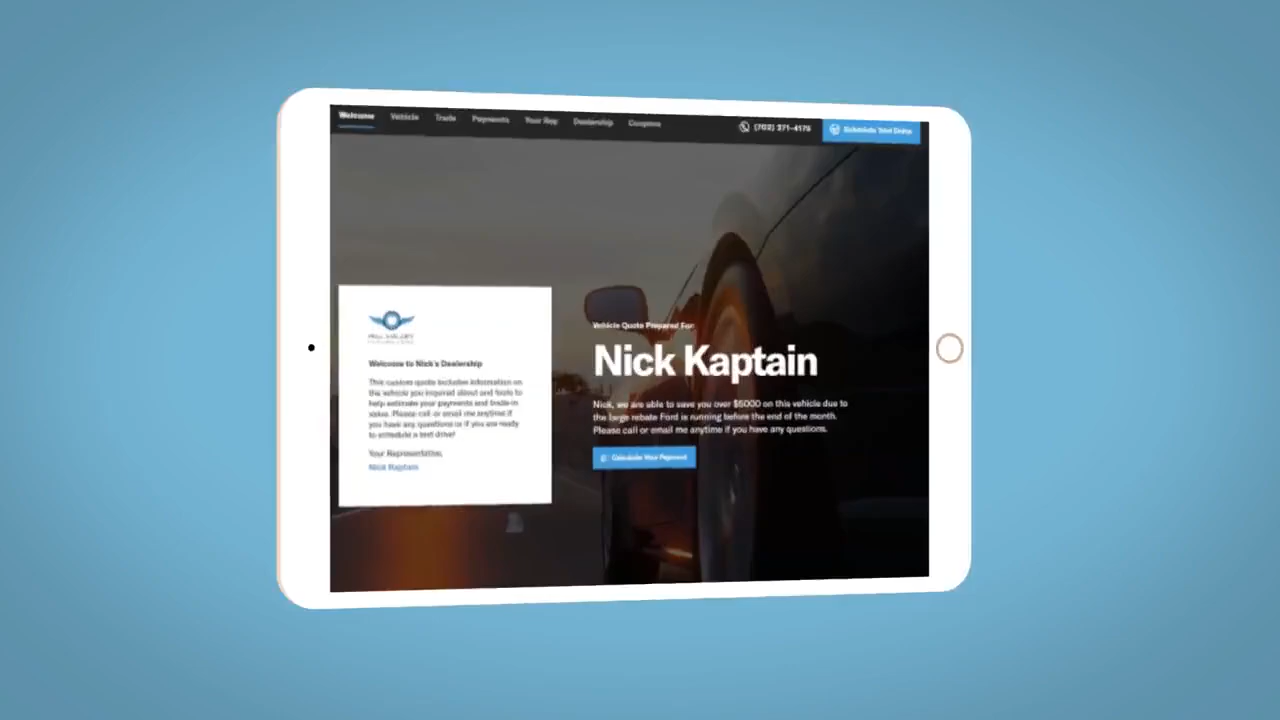 Welcome Vehicle Trade Payments Your Rep Dealership Coupons (702) 271-4175 Schedule Test Drive
Welcome to Nick's Dealership
This custom quote includes information on
the vehicle you inquired about and tools to
help estimate your payments and trade-in
value. Please call or email me anytime if
you have any questions or if you are ready
to schedule a test drive!
Your Representative,
Nick Kaptain
Vehicle Quote Prepared For:
Nick Kaptain
Nick, we are able to save you over $5000 on this vehicle due to
the large rebate Ford is running before the end of the month.
Please call or email me anytime if you have any questions.
Calculate Your Payment